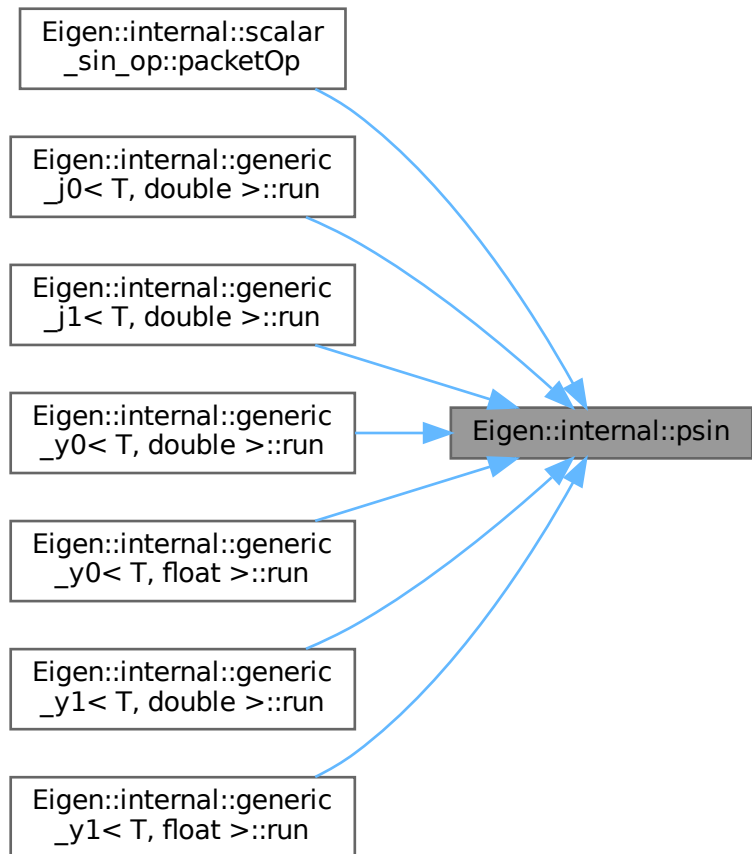 Eigen::internal::scalar
_sin_op::packetOp
Eigen::internal::generic
_j0< T, double >::run
Eigen::internal::generic
_j1< T, double >::run
Eigen::internal::generic
_y0< T, double >::run
Eigen::internal::psin
Eigen::internal::generic
_y0< T, float >::run
Eigen::internal::generic
_y1< T, double >::run
Eigen::internal::generic
_y1< T, float >::run